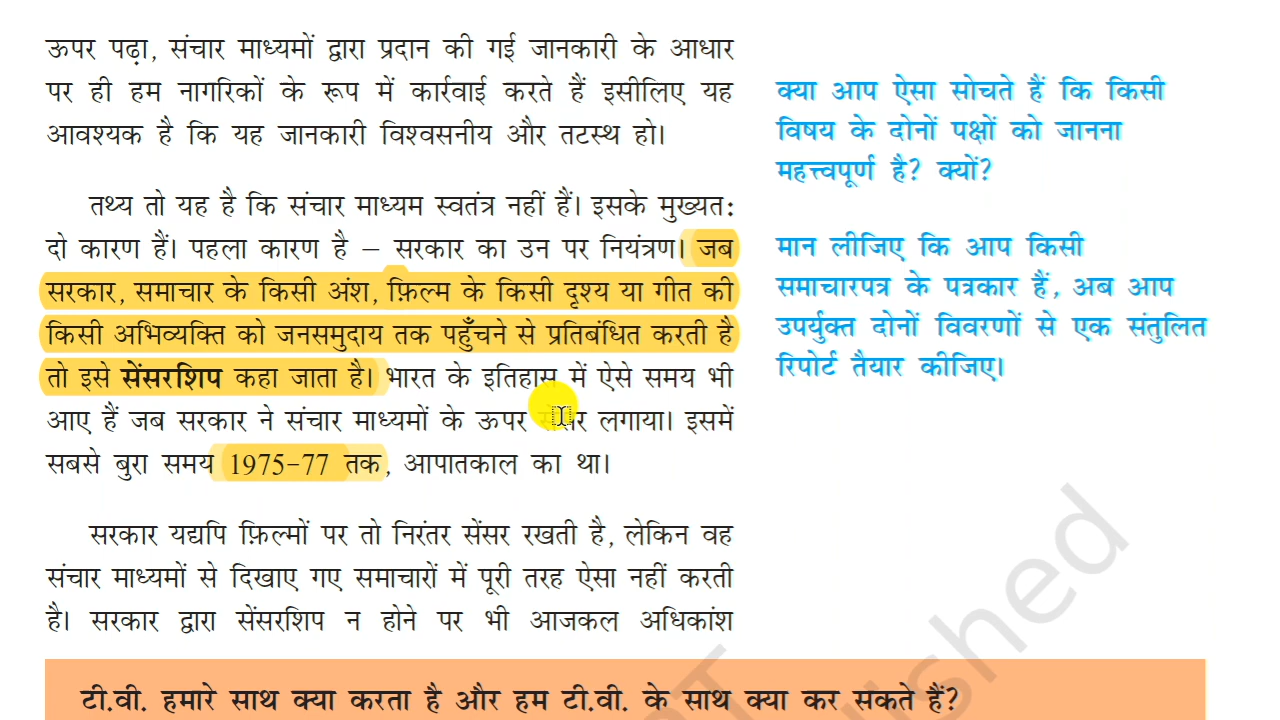 ऊपर पढ़ा, संचार माध्यमों द्वारा प्रदान की गई जानकारी के आधार
पर ही हम नागरिकों के रूप में कार्रवाई करते हैं इसीलिए यह
आवश्यक है कि यह जानकारी विश्वसनीय और तटस्थ हो।
तथ्य तो यह है कि संचार माध्यम स्वतंत्र नहीं हैं। इसके मुख्यत:
दो कारण हैं। पहला कारण है – सरकार का उन पर नियंत्रण। जब
सरकार, समाचार के किसी अंश, फ़िल्म के किसी दृश्य या गीत की
किसी अभिव्यक्ति को जनसमुदाय तक पहुँचने से प्रतिबंधित करती है
तो इसे सेंसरशिप कहा जाता है। भारत के इतिहास में ऐसे समय भी
आए हैं जब सरकार ने संचार माध्यमों के ऊपर सेंसर लगाया। इसमें
सबसे बुरा समय 1975-77 तक, आपातकाल का था।
सरकार यद्यपि फ़िल्मों पर तो निरंतर सेंसर रखती है, लेकिन वह
संचार माध्यमों से दिखाए गए समाचारों में पूरी तरह ऐसा नहीं करती
है। सरकार द्वारा सेंसरशिप न होने पर भी आजकल अधिकांश
क्या आप ऐसा सोचते हैं कि किसी
विषय के दोनों पक्षों को जानना
महत्त्वपूर्ण है? क्यों?
मान लीजिए कि आप किसी
समाचारपत्र के पत्रकार हैं, अब आप
उपर्युक्त दोनों विवरणों से एक संतुलित
रिपोर्ट तैयार कीजिए।
टी.वी. हमारे साथ क्या करता है और हम टी.वी. के साथ क्या कर सकते हैं?